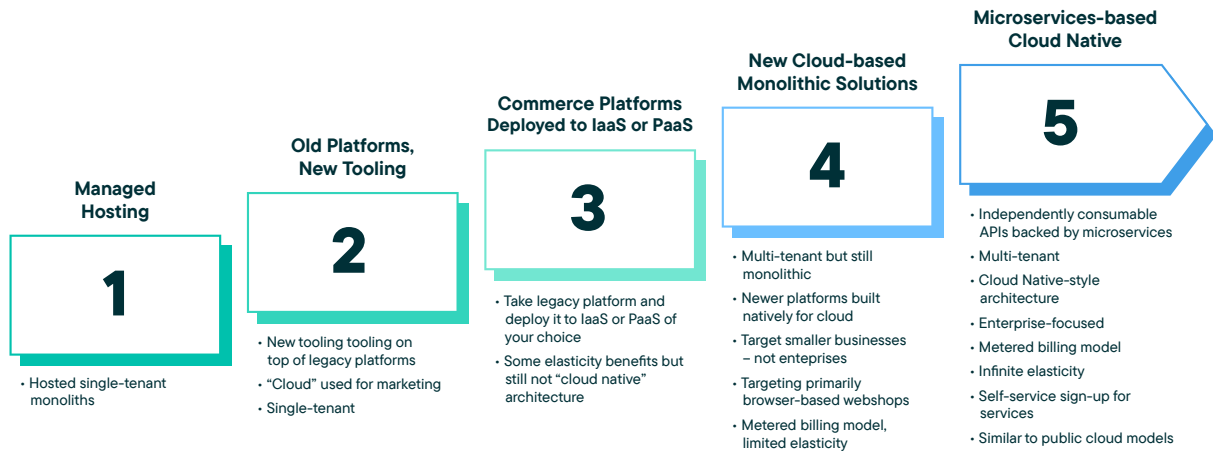 Managed
Hosting
1
• Hosted single-tenant
monoliths
Old Platforms,
New Tooling
2
• New tooling tooling on
top of legacy platforms
• “Cloud” used for marketing
• Single-tenant
Commerce Platforms
Deployed to IaaS or PaaS
3
• Take legacy platform and
deploy it to IaaS or PaaS of
your choice
• Some elasticity benefits but
still not “cloud native”
architecture
New Cloud-based
Monolithic Solutions
4
• Multi-tenant but still
monolithic
• Newer platforms built
natively for cloud
• Target smaller businesses
– not enteprises
• Targeting primarily
browser-based webshops
• Metered billing model,
limited elasticity
Microservices-based
Cloud Native
5
• Independently consumable
APIs backed by microservices
• Multi-tenant
• Cloud Native-style
architecture
• Enterprise-focused
• Metered billing model
• Infinite elasticity
• Self-service sign-up for
services
• Similar to public cloud models